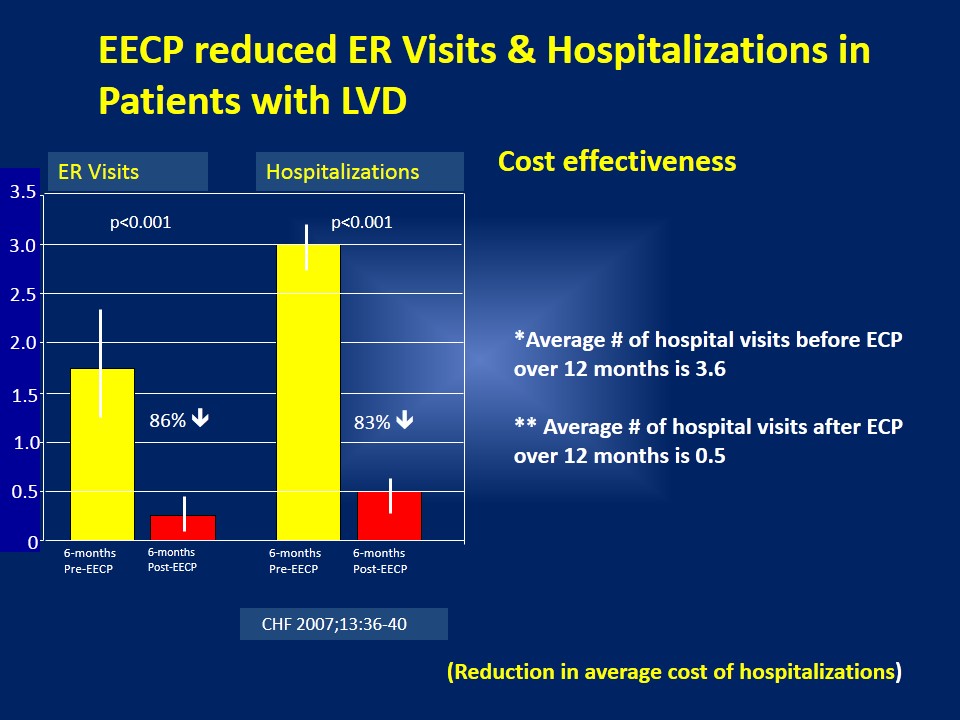 EECP reduced ER Visits & Hospitalizations in
Patients with LVD
ER Visits
Hospitalizations
Cost effectiveness
3.5
3.0
2.5
2.0
1.5
1.0
0.5
0
p<0.001
p<0.001
86% 🡻
83% 🡻
6-months
Pre-EECP
6-months
Post-EECP
6-months
Pre-EECP
6-months
Post-EECP
*Average # of hospital visits before ECP
over 12 months is 3.6
** Average # of hospital visits after ECP
over 12 months is 0.5
CHF 2007;13:36-40
(Reduction in average cost of hospitalizations)